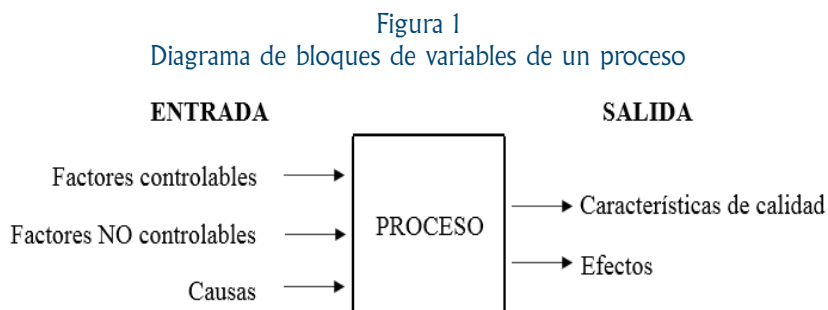 Figura 1
Diagrama de bloques de variables de un proceso
ENTRADA
SALIDA
Factores controlables
Factores NO controlables
Causas
PROCESO
Características de calidad
Efectos